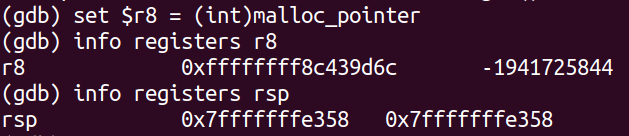 (gdb) set $r8 = (int)malloc_pointer
(gdb) info registers r8
r8 0xffffffff8c439d6c -1941725844
(gdb) info registers rsp
rsp 0x7fffffffe358 0x7fffffffe358